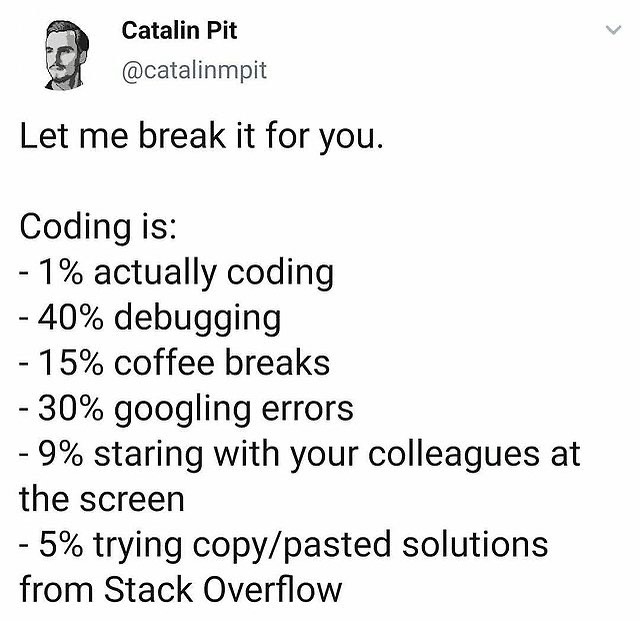 Catalin Pit
@catalinmpit
Let me break it for you.
Coding is:
- 1% actually coding
- 40% debugging
- 15% coffee breaks
- 30% googling errors
- 9% staring with your colleagues at
the screen
- 5% trying copy/pasted solutions
from Stack Overflow